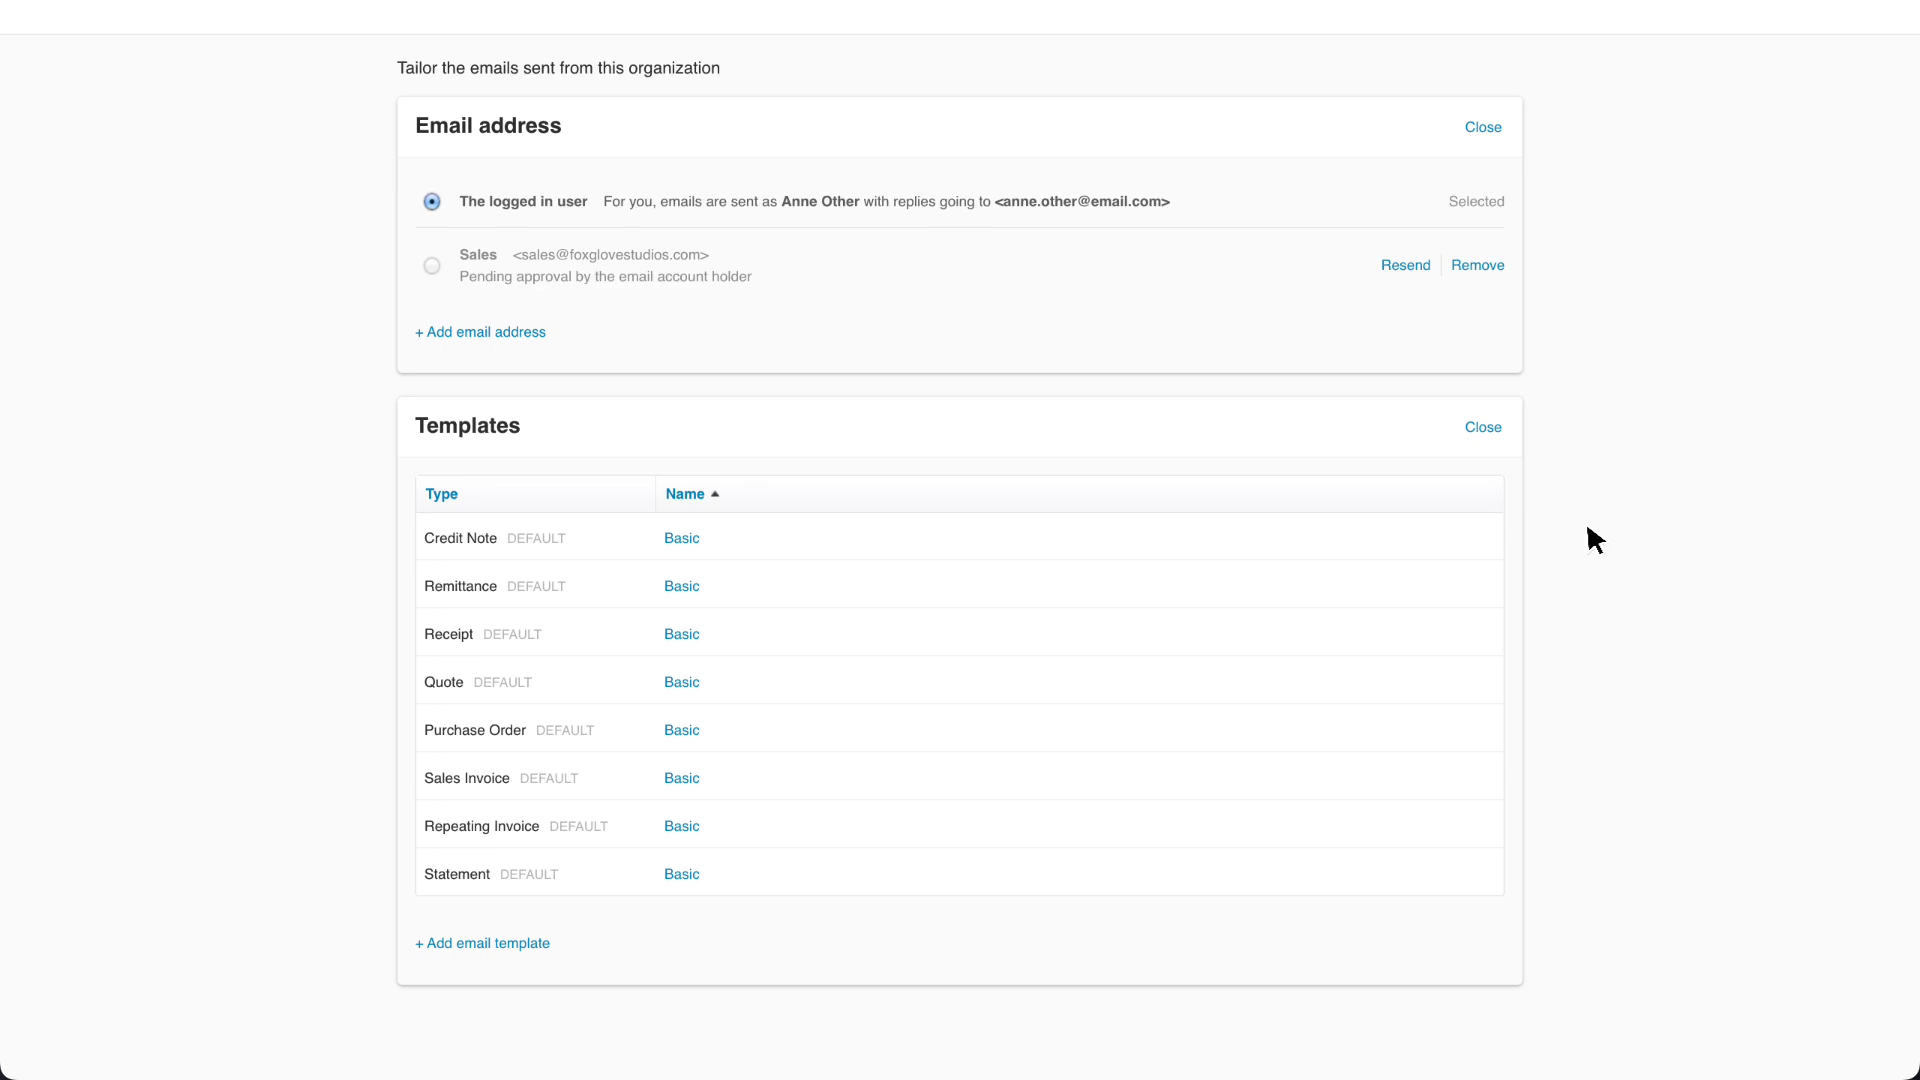 Tailor the emails sent from this organization
Email address
Close
The logged in user For you, emails are sent as Anne Other with replies going to <anne.other@email.com> Selected
Sales <sales@foxglovestudios.com>
Pending approval by the email account holder
Resend Remove
+ Add email address
Templates
Close
Type Name
Credit Note DEFAULT Basic
Remittance DEFAULT Basic
Receipt DEFAULT Basic
Quote DEFAULT Basic
Purchase Order DEFAULT Basic
Sales Invoice DEFAULT Basic
Repeating Invoice DEFAULT Basic
Statement DEFAULT Basic
+ Add email template